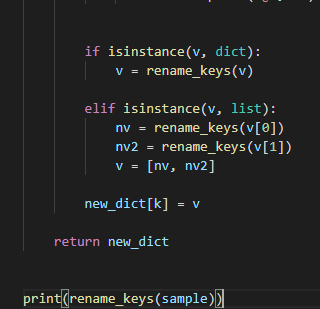 if isinstance(v, dict):
v = rename_keys(v)
elif isinstance(v, list):
nv = rename_keys(v[0])
nv2 = rename_keys(v[1])
v = [nv, nv2]
new_dict[k] = v
return new_dict
print(rename_keys(sample))